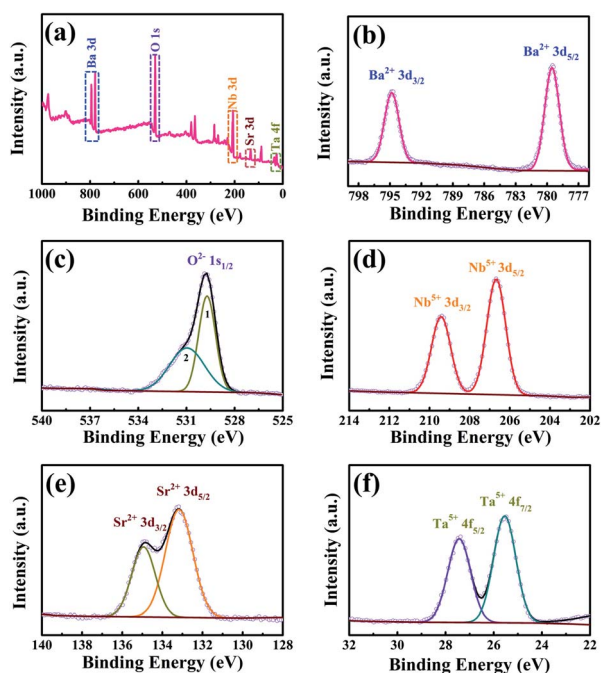 (a)
Ba 3d
O 1s
Nb 3d
Sr 3d
Ta 4f
Intensity (a.u.)
1000 800 600 400 200 0
Binding Energy (eV)
(b)
Ba²⁺ 3d₃/₂
Ba²⁺ 3d₅/₂
Intensity (a.u.)
798 795 792 789 786 783 780 777
Binding Energy (eV)
(c)
O²⁻ 1s₁/₂
1
2
Intensity (a.u.)
540 537 534 531 528 525
Binding Energy (eV)
(d)
Nb⁵⁺ 3d₃/₂
Nb⁵⁺ 3d₅/₂
Intensity (a.u.)
214 212 210 208 206 204 202
Binding Energy (eV)
(e)
Sr²⁺ 3d₃/₂
Sr²⁺ 3d₅/₂
Intensity (a.u.)
140 138 136 134 132 130 128
Binding Energy (eV)
(f)
Ta⁵⁺ 4f₅/₂
Ta⁵⁺ 4f₇/₂
Intensity (a.u.)
32 30 28 26 24 22
Binding Energy (eV)